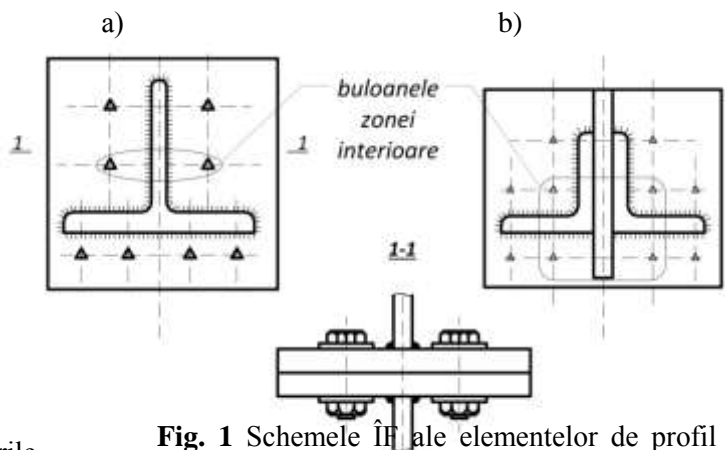 a)
b)
buloanele
zonei
interioare
1
1
1-1
Fig. 1 Schemele ÎF ale elementelor de profil